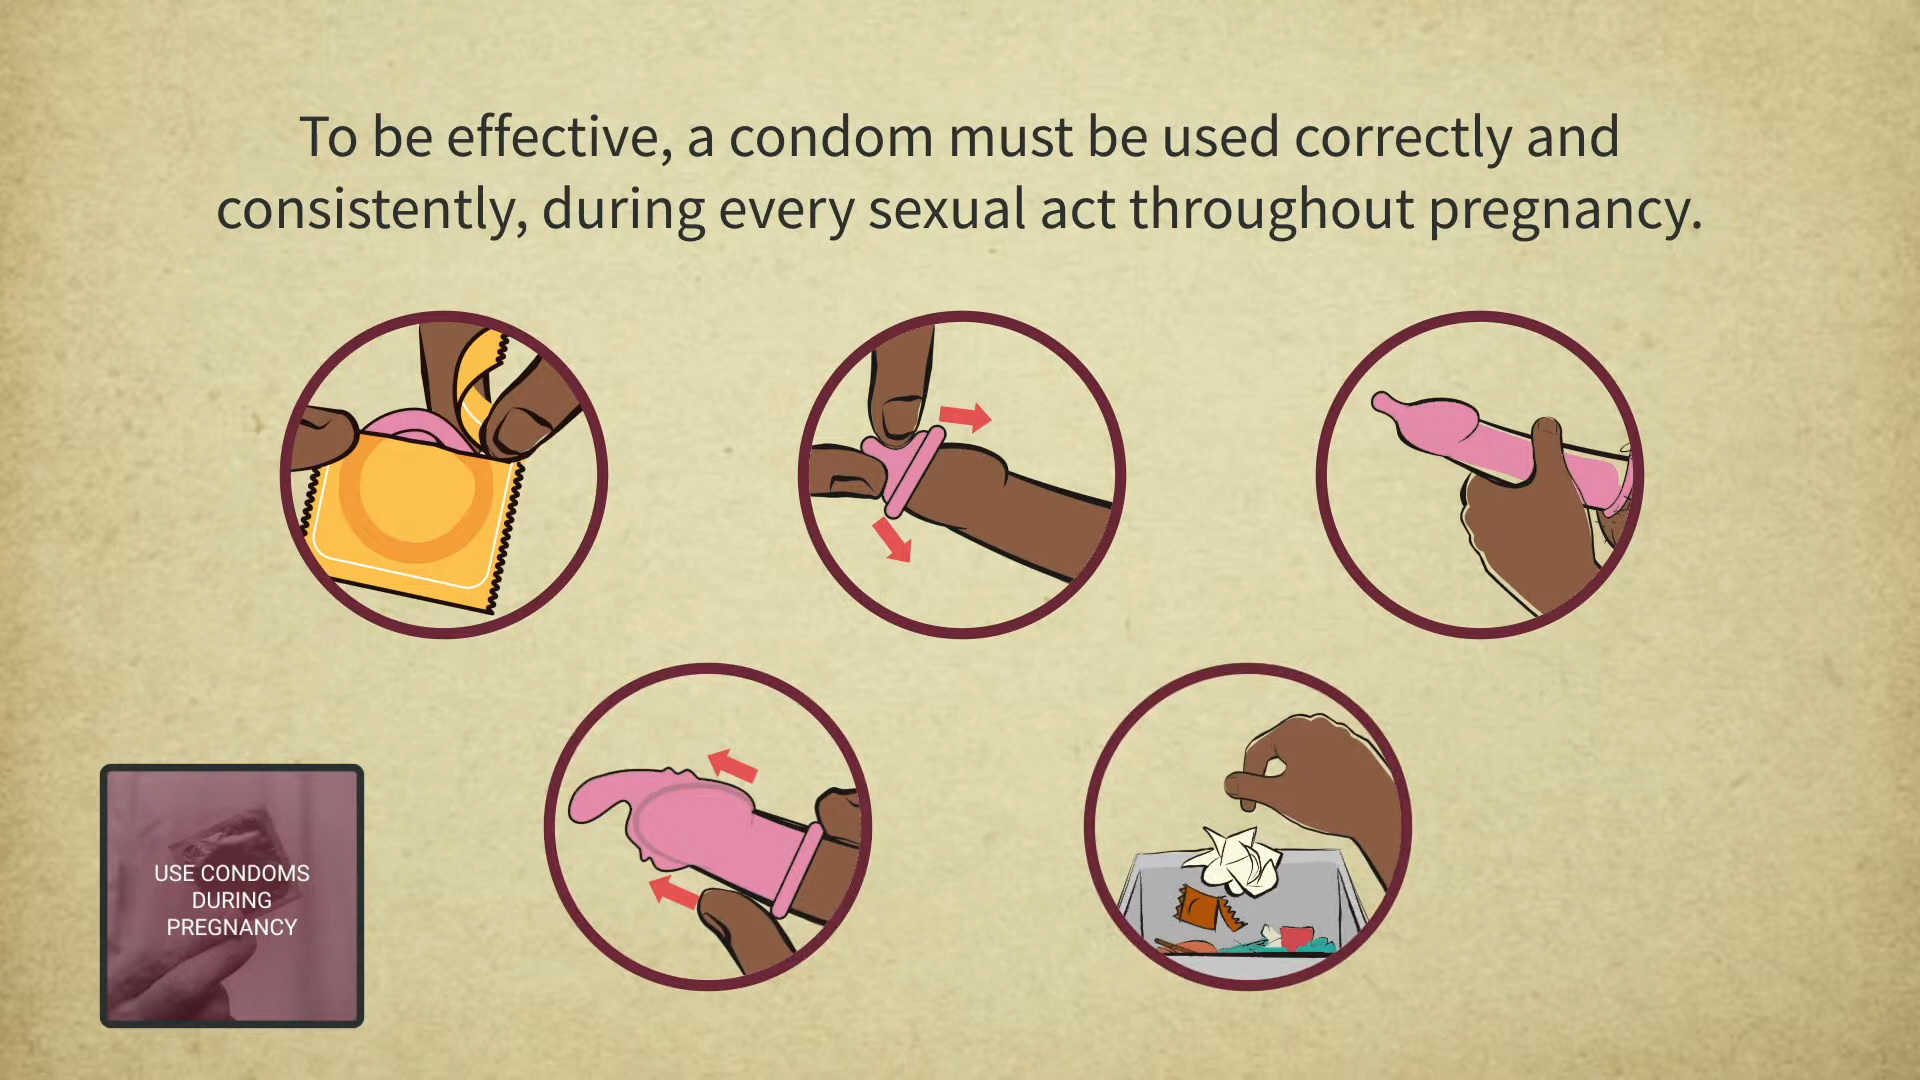 To be effective, a condom must be used correctly and
consistently, during every sexual act throughout pregnancy.
USE CONDOMS
DURING
PREGNANCY